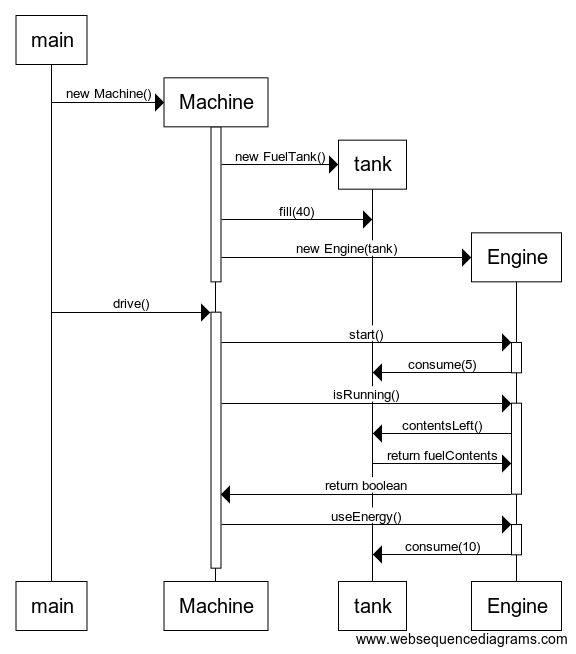 main
new Machine()
Machine
new FuelTank()
tank
fill(40)
new Engine(tank)
Engine
drive()
start()
consume(5)
isRunning()
contentsLeft()
return fuelContents
return boolean
useEnergy()
consume(10)
main
Machine
tank
Engine
www.websequencediagrams.com